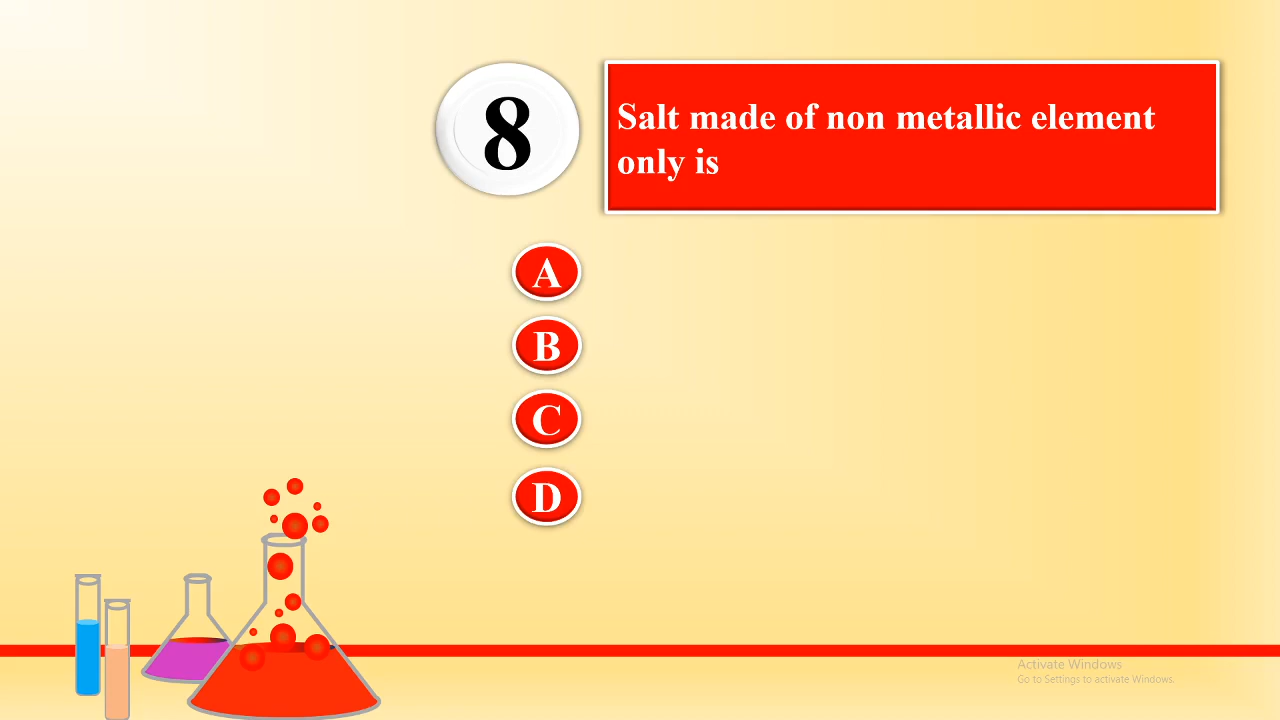 8
Salt made of non metallic element
only is
A
B
C
D
Activate Windows
Go to Settings to activate Windows.